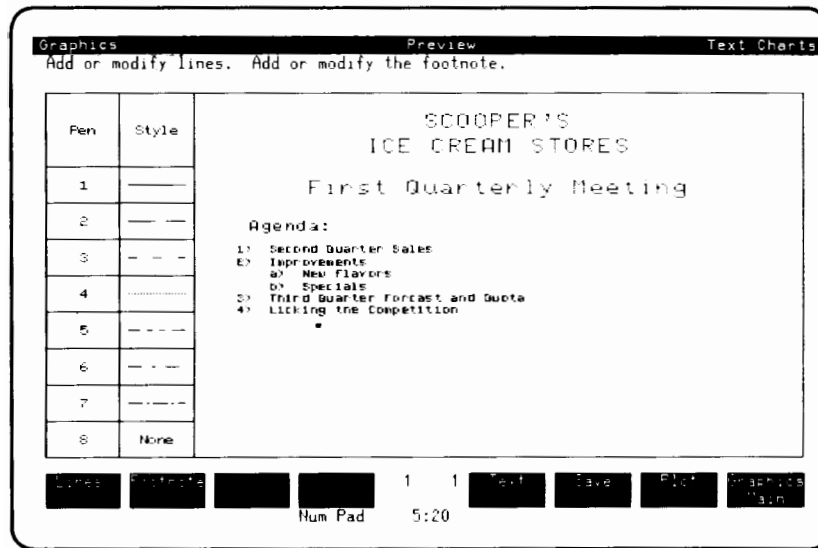 Graphics Preview Text Charts
Add or modify lines. Add or modify the footnote.
Pen Style
SCOOPER'S
ICE CREAM STORES
First Quarterly Meeting
Agenda:
1) Second Quarter Sales
2) Improvements
a) New flavors
b) Specials
3) Third Quarter Forcast and Quota
4) Licking the Competition
1
2
3
4
5
6
7
8 None
Lines Footnote 1 1 Text Save Plot Graphics
Main
Num Pad 5:20